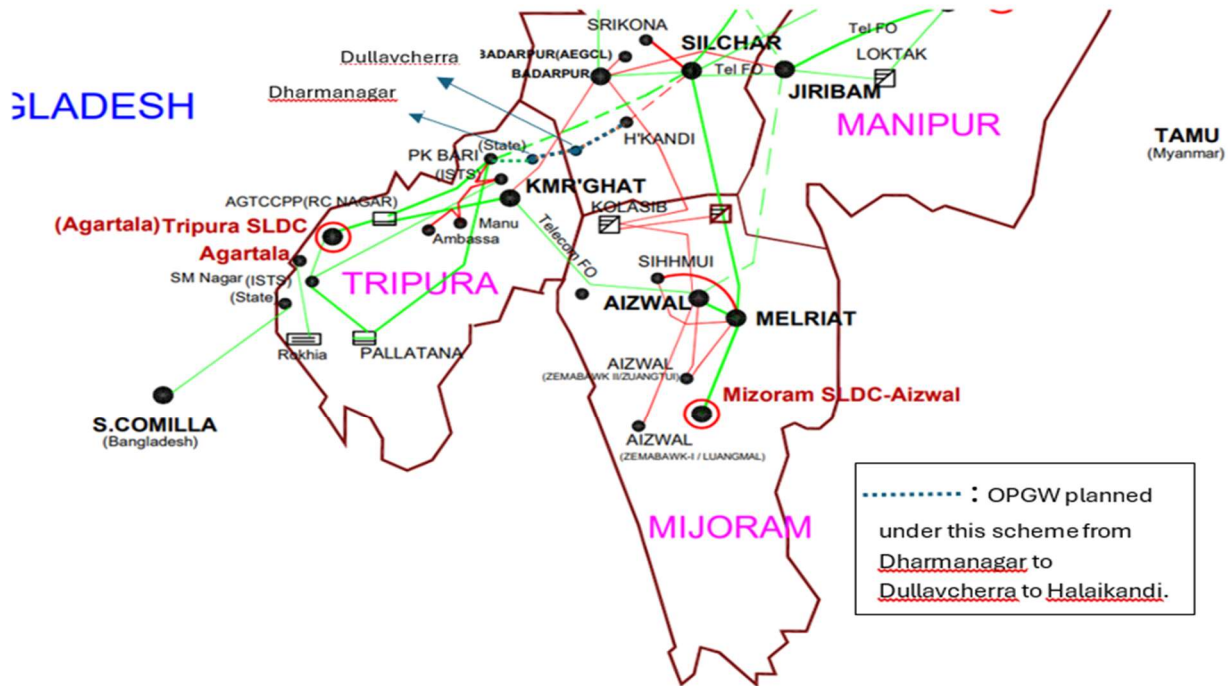 SRIKONA
Tel FO
SILCHAR
LOKTAK
BADARPUR(AEGCL)
Dullavcherra
BADARPUR
Tel FO
JIRIBAM
Dharmanagar
GLADESH
MANIPUR
TAMU
(Myanmar)
H'KANDI
(State)
PK BARI
(ISTS)
KMR'GHAT
AGTCCPP(RC NAGAR)
KOLASIB
(Agartala)Tripura SLDC
Manu
Ambassa
Telecom FO
Agartala
SIHHMUI
SM Nagar (ISTS)
(State)
TRIPURA
AIZWAL
MELRIAT
Rokhia
PALLATANA
AIZWAL
(ZEMABAWK II/ZUANGTUI)
Mizoram SLDC-Aizwal
S.COMILLA
(Bangladesh)
AIZWAL
(ZEMABAWK-I / LUANGMAL)
MIJORAM
: OPGW planned
under this scheme from
Dharmanagar to
Dullavcherra to Halaikandi.